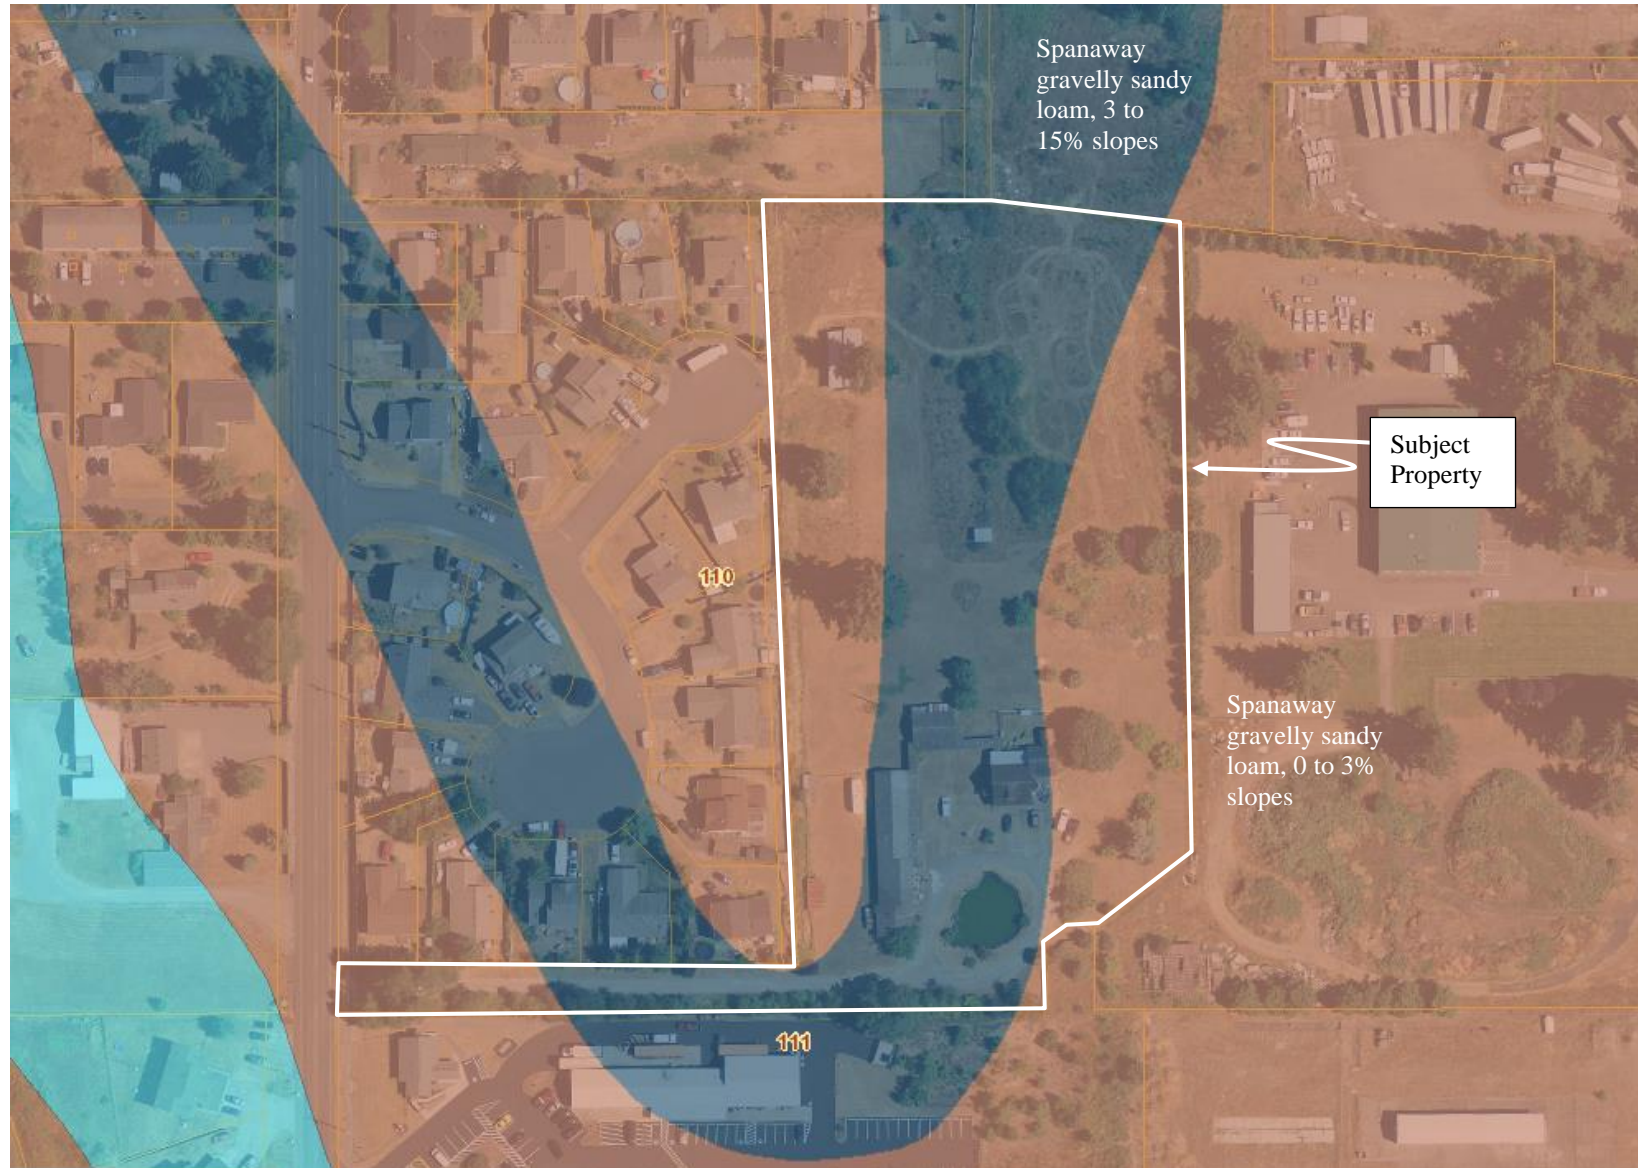 Spanaway
gravelly sandy
loam, 3 to
15% slopes
Subject
Property
110
Spanaway
gravelly sandy
loam, 0 to 3%
slopes
111